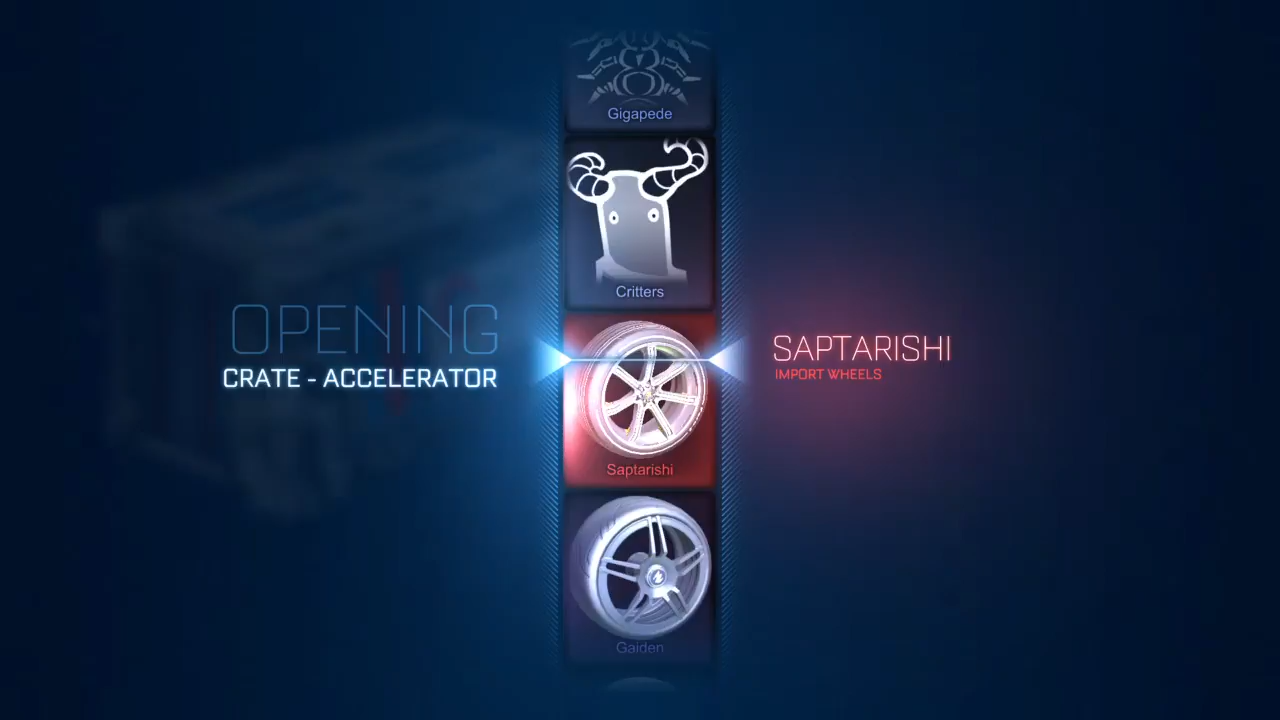 Gigapede
Critters
OPENING
CRATE - ACCELERATOR
SAPTARISHI
IMPORT WHEELS
Saptarishi
Gaiden